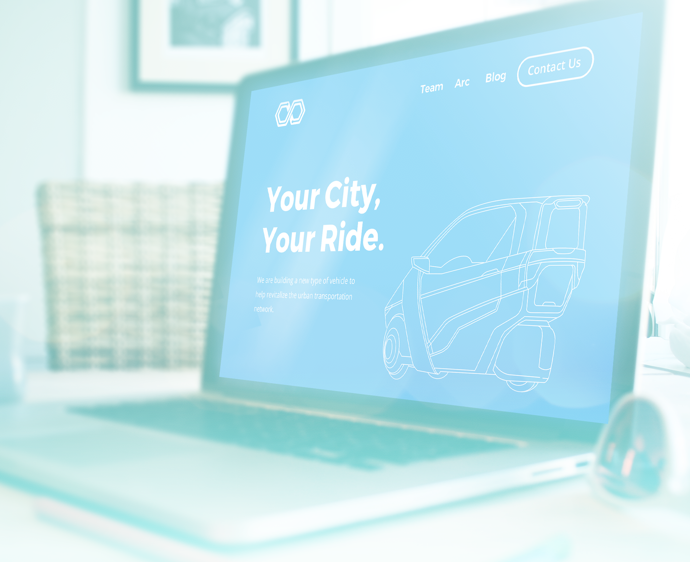 Team Arc Blog Contact Us
Your City,
Your Ride.
We are building a new type of vehicle to
help revitalize the urban transportation
network.